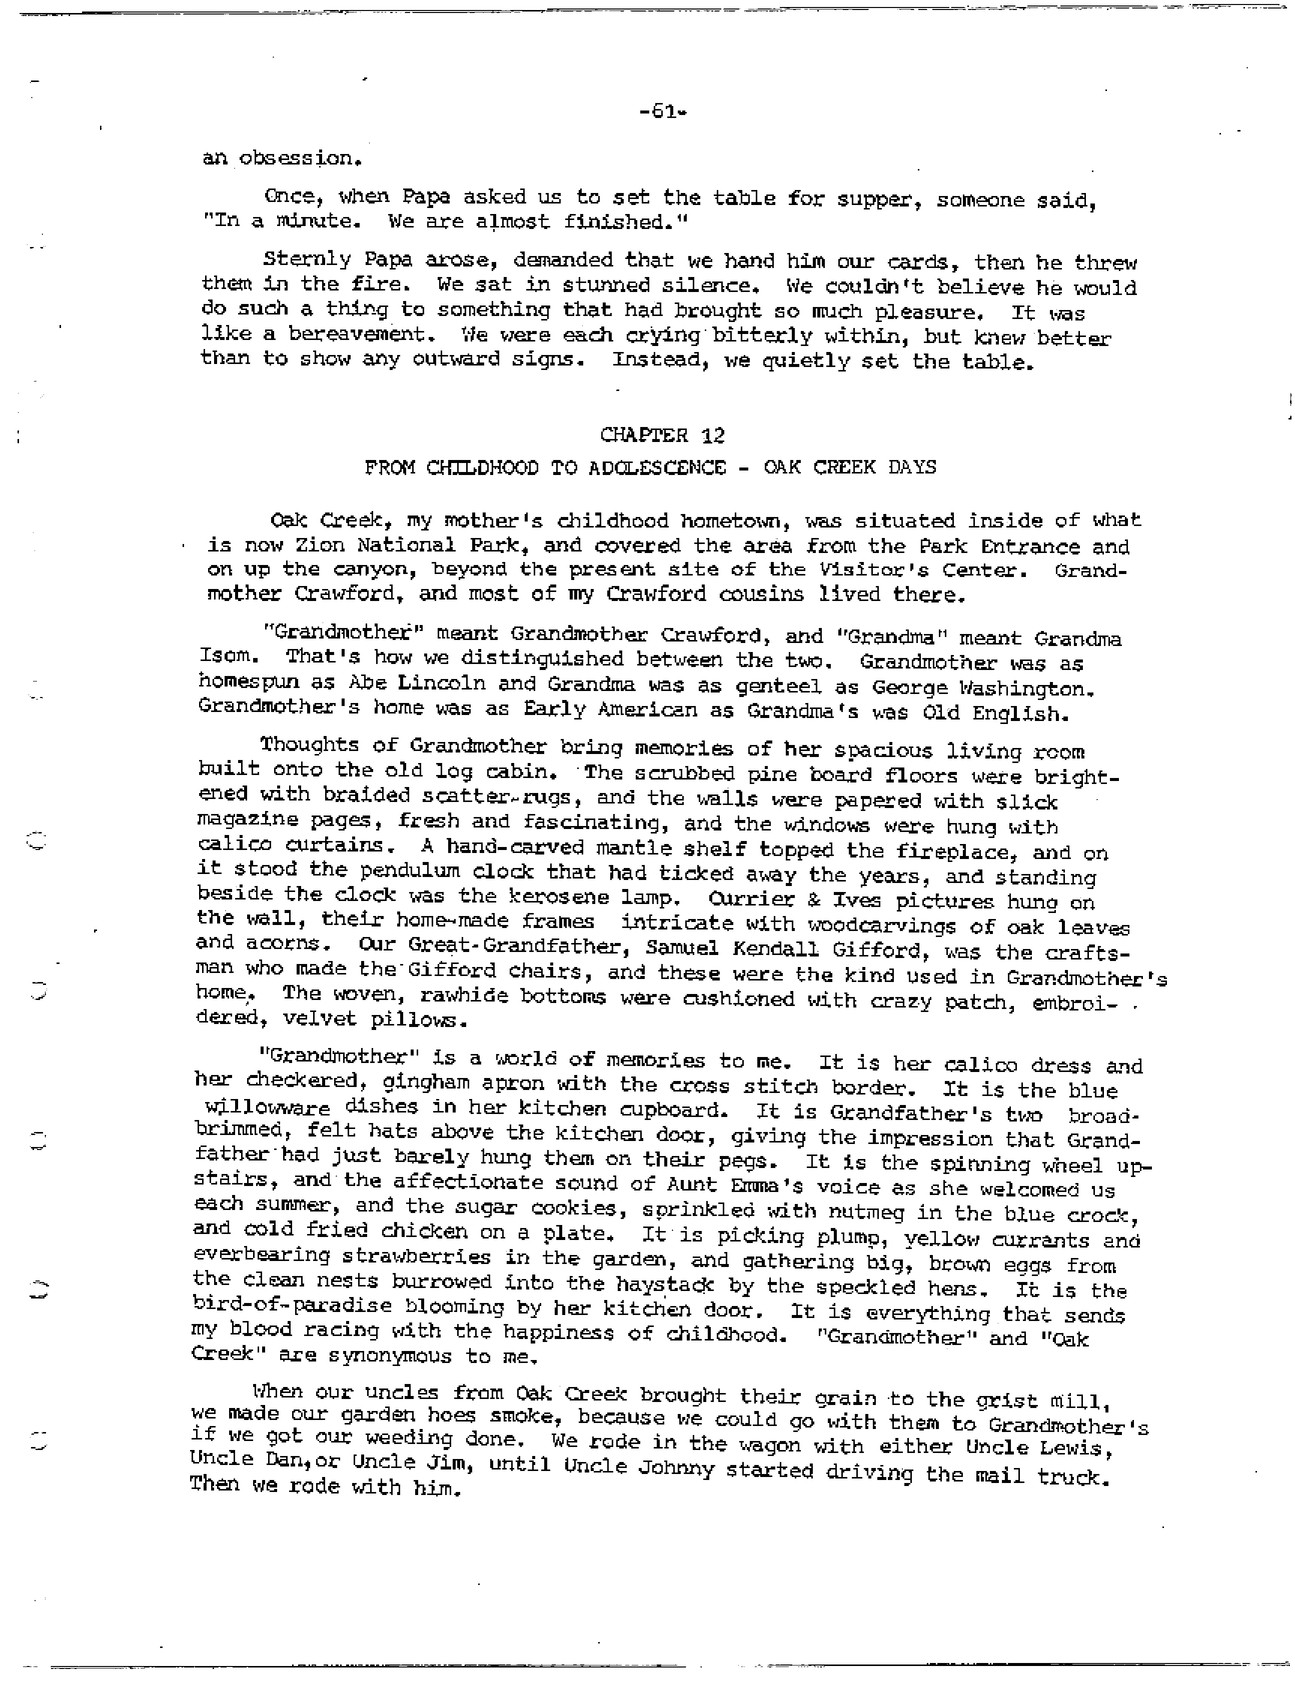 -61-
an obsession.
Once, when Papa asked us to set the table for supper, someone said,
"In a minute. We are almost finished."
Sternly Papa arose, demanded that we hand him our cards, then he threw
them in the fire. We sat in stunned silence. We couldn't believe he would
do such a thing to something that had brought so much pleasure. It was
like a bereavement. We were each crying bitterly within, but knew better
than to show any outward signs. Instead, we quietly set the table.
CHAPTER 12
FROM CHILDHOOD TO ADOLESCENCE - OAK CREEK DAYS
Oak Creek, my mother's childhood hometown, was situated inside of what
is now Zion National Park, and covered the area from the Park Entrance and
on up the canyon, beyond the present site of the Visitor's Center. Grand-
mother Crawford, and most of my Crawford cousins lived there.
"Grandmother" meant Grandmother Crawford, and "Grandma" meant Grandma
Isom. That's how we distinguished between the two. Grandmother was as
homespun as Abe Lincoln and Grandma was as genteel as George Washington.
Grandmother's home was as Early American as Grandma's was Old English.
Thoughts of Grandmother bring memories of her spacious living room
built onto the old log cabin. The scrubbed pine board floors were bright-
ened with braided scatter-rugs, and the walls were papered with slick
magazine pages, fresh and fascinating, and the windows were hung with
calico curtains. A hand-carved mantle shelf topped the fireplace, and on
it stood the pendulum clock that had ticked away the years, and standing
beside the clock was the kerosene lamp. Currier & Ives pictures hung on
the wall, their home-made frames intricate with woodcarvings of oak leaves
and acorns. Our Great-Grandfather, Samuel Kendall Gifford, was the crafts-
man who made the Gifford chairs, and these were the kind used in Grandmother's
home. The woven, rawhide bottoms were cushioned with crazy patch, embroi-
dered, velvet pillows.
"Grandmother" is a world of memories to me. It is her calico dress and
her checkered, gingham apron with the cross stitch border. It is the blue
willowware dishes in her kitchen cupboard. It is Grandfather's two broad-
brimmed, felt hats above the kitchen door, giving the impression that Grand-
father had just barely hung them on their pegs. It is the spinning wheel up-
stairs, and the affectionate sound of Aunt Emma's voice as she welcomed us
each summer, and the sugar cookies, sprinkled with nutmeg in the blue crock,
and cold fried chicken on a plate. It is picking plump, yellow currants and
everbearing strawberries in the garden, and gathering big, brown eggs from
the clean nests burrowed into the haystack by the speckled hens. It is the
bird-of-paradise blooming by her kitchen door. It is everything that sends
my blood racing with the happiness of childhood. "Grandmother" and "Oak
Creek" are synonymous to me.
When our uncles from Oak Creek brought their grain to the grist mill,
we made our garden hoes smoke, because we could go with them to Grandmother's
if we got our weeding done. We rode in the wagon with either Uncle Lewis,
Uncle Dan, or Uncle Jim, until Uncle Johnny started driving the mail truck.
Then we rode with him.